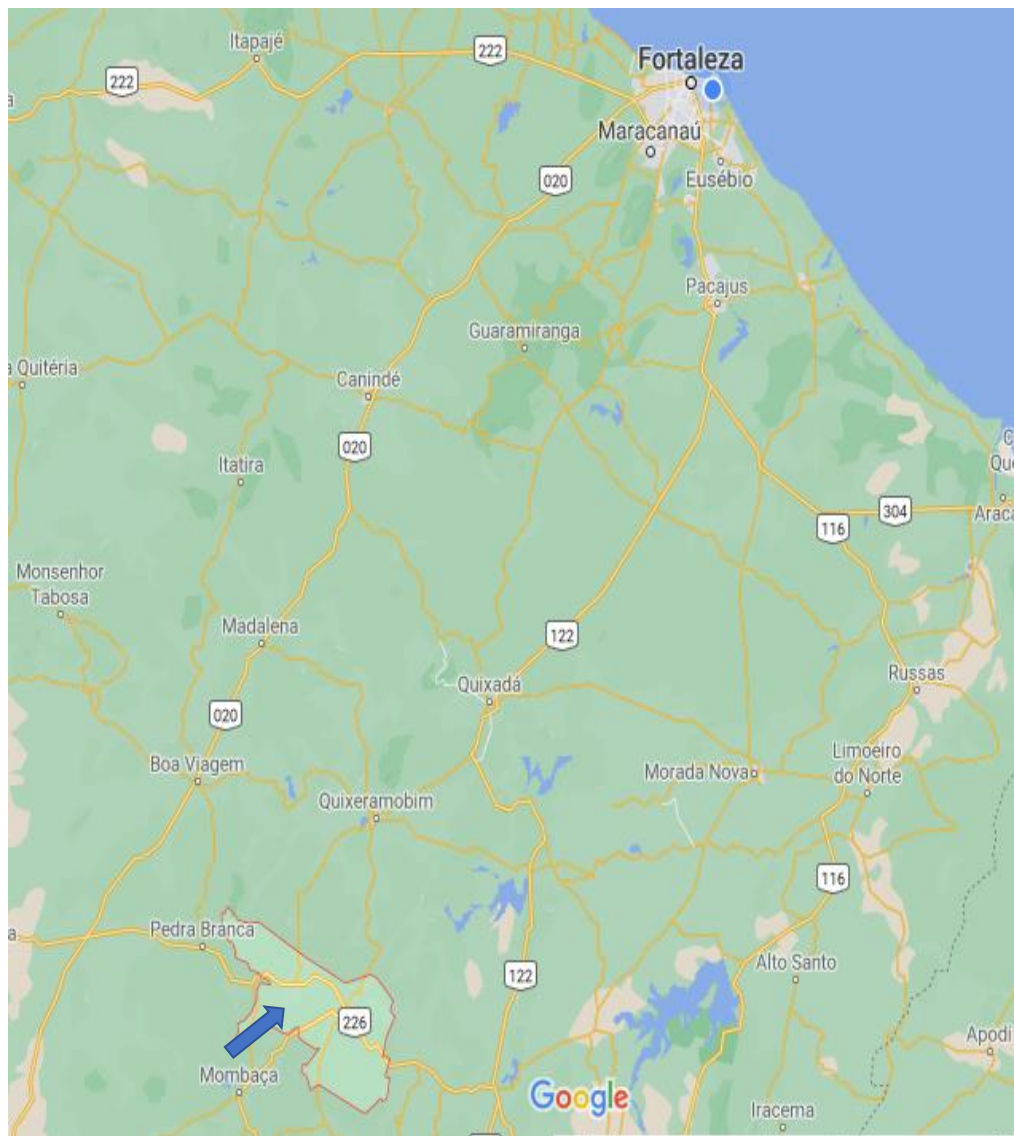 Itapajé
222
222
Fortaleza
Maracanaú
020
Eusébio
Pacajus
Guaramiranga
Quitéria
Canindé
020
Itatira
304
116
Monsenhor
Tabosa
Madalena
122
Quixadá
Russas
020
Boa Viagem
Limoeiro
do Norte
Morada Nova
Quixeramobim
116
Pedra Branca
Alto Santo
122
226
Apodi
Mombaça
Google
Iracema